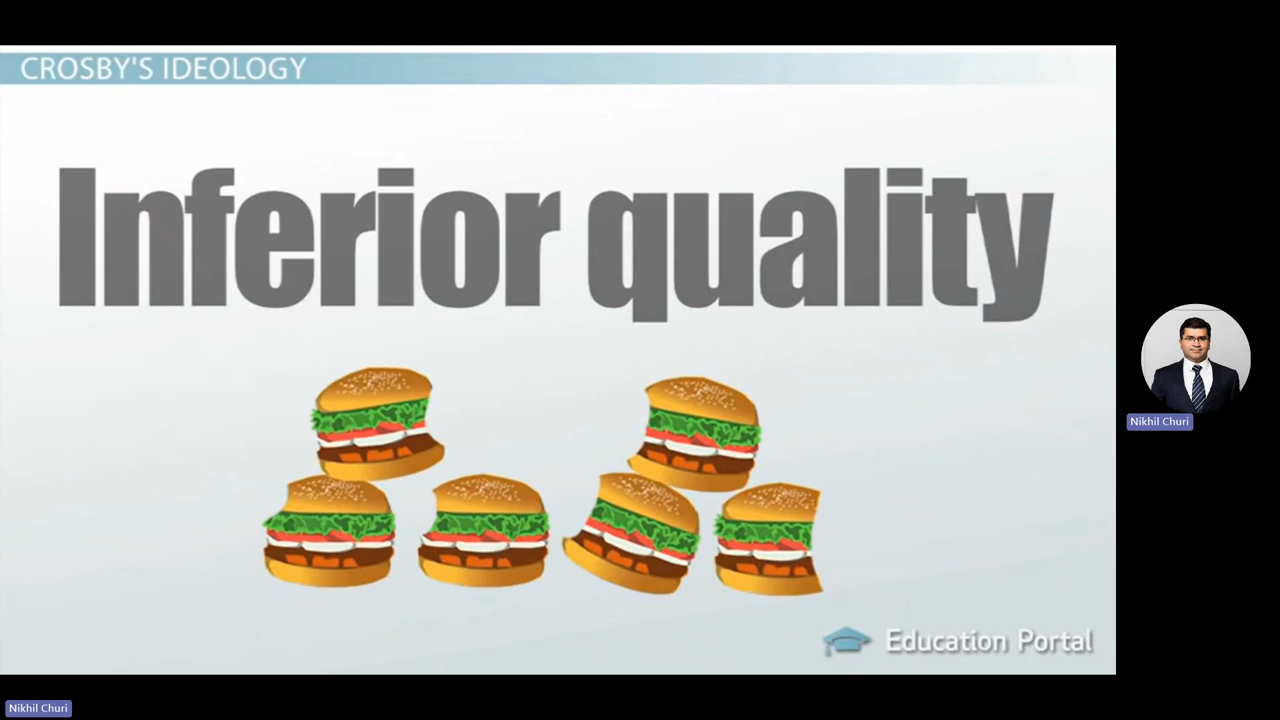 CROSBY'S IDEOLOGY
Inferior quality
Education Portal
Nikhil Churi
Nikhil Churi